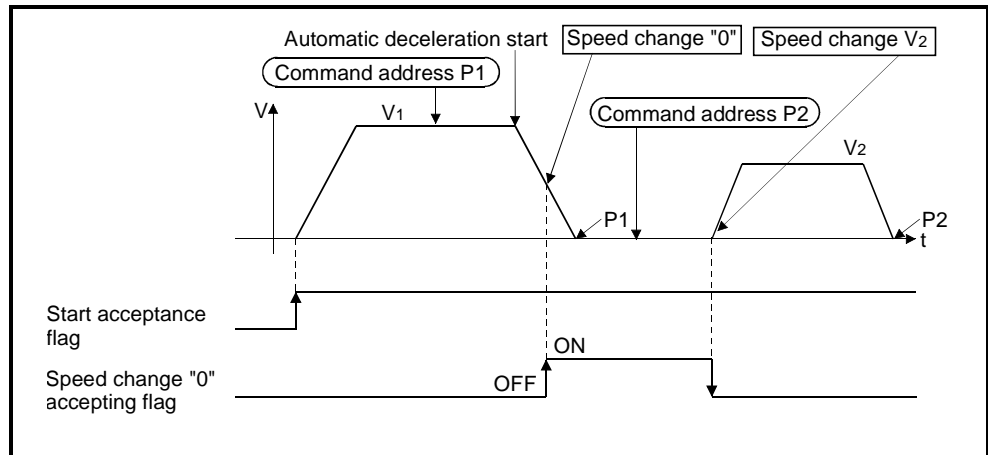 Automatic deceleration start
Speed change "0"
Speed change V2
Command address P1
Command address P2
V
V1
V2
P1
P2
t
Start acceptance
flag
ON
Speed change "0"
accepting flag
OFF